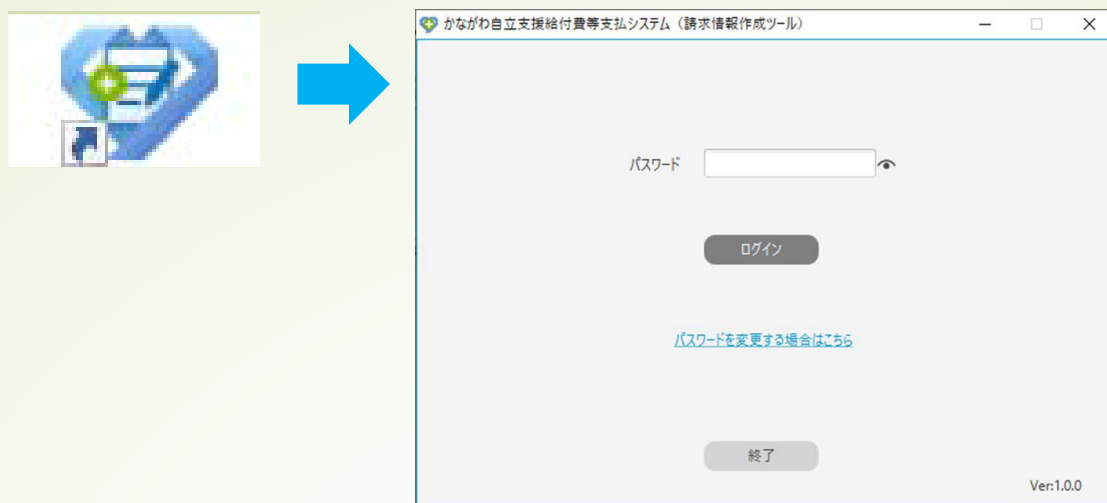 かながわ自立支援給付費等支払システム（請求情報作成ツール）
パスワード
ログイン
パスワードを変更する場合はこちら
終了
Ver:1.0.0